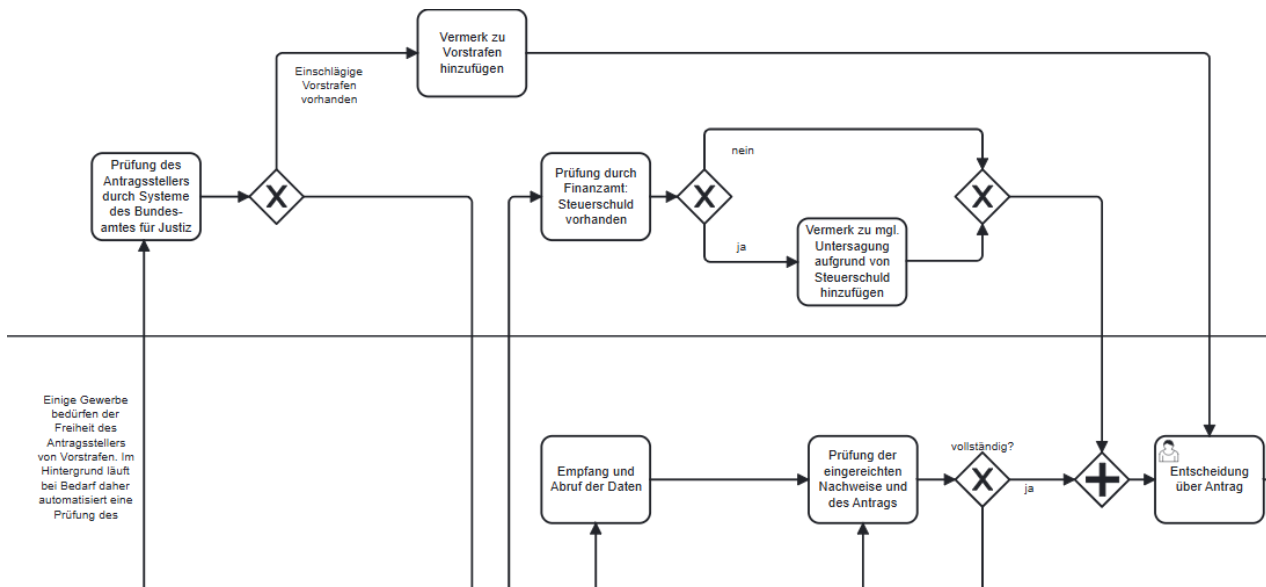 Vermerk zu
Vorstrafen
hinzufügen
Einschlägige
Vorstrafen
vorhanden
Prüfung des
Antragsstellers
durch Systeme
des Bundes-
amtes für Justiz
Prüfung durch
Finanzamt:
Steuerschuld
vorhanden
nein
ja
Vermerk zu mgl.
Untersagung
aufgrund von
Steuerschuld
hinzufügen
Einige Gewerbe
bedürfen der
Freiheit des
Antragsstellers
von Vorstrafen. Im
Hintergrund läuft
bei Bedarf daher
automatisiert eine
Prüfung des
Empfang und
Abruf der Daten
Prüfung der
eingereichten
Nachweise und
des Antrags
vollständig?
ja
Entscheidung
über Antrag